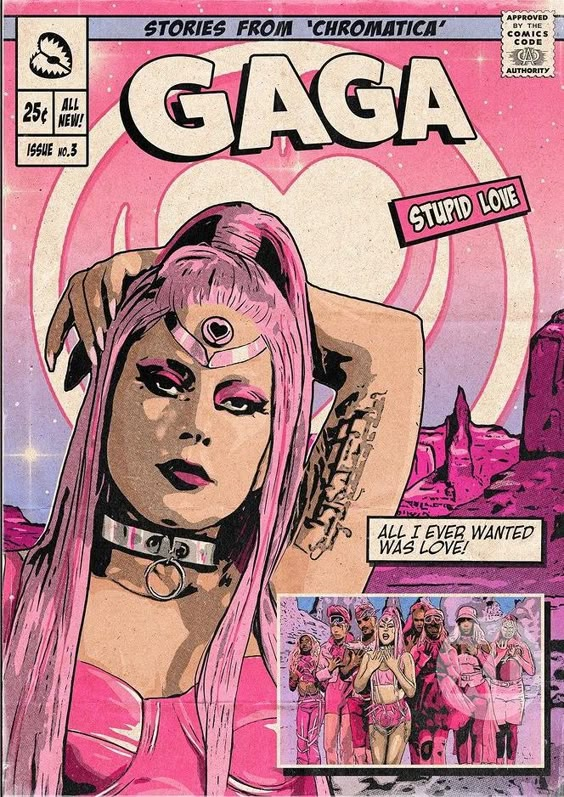 STORIES FROM 'CHROMATICA'
APPROVED
BY THE
COMICS
CODE
AUTHORITY
GAGA
25¢
ALL
NEW!
ISSUE NO.3
STUPID LOVE
ALL I EVER WANTED
WAS LOVE!